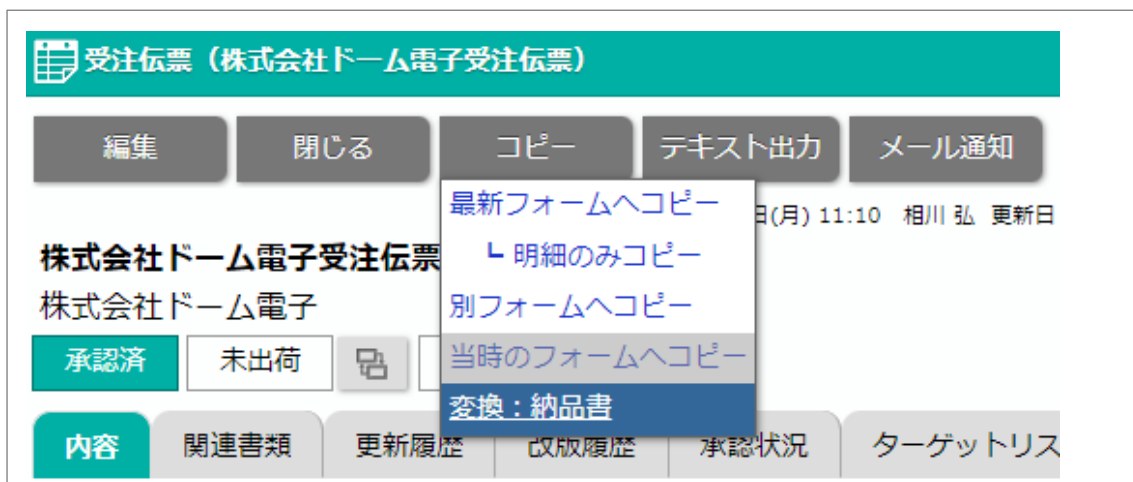 受注伝票（株式会社ドーム電子受注伝票）
編集 閉じる コピー テキスト出力 メール通知
最新フォームへコピー
日(月) 11:10 相川 弘 更新日
株式会社ドーム電子受注伝票
┗ 明細のみコピー
株式会社ドーム電子
別フォームへコピー
承認済 未出荷
当時のフォームへコピー
変換：納品書
内容 関連書類 更新履歴 改版履歴 承認状況 ターゲットリス